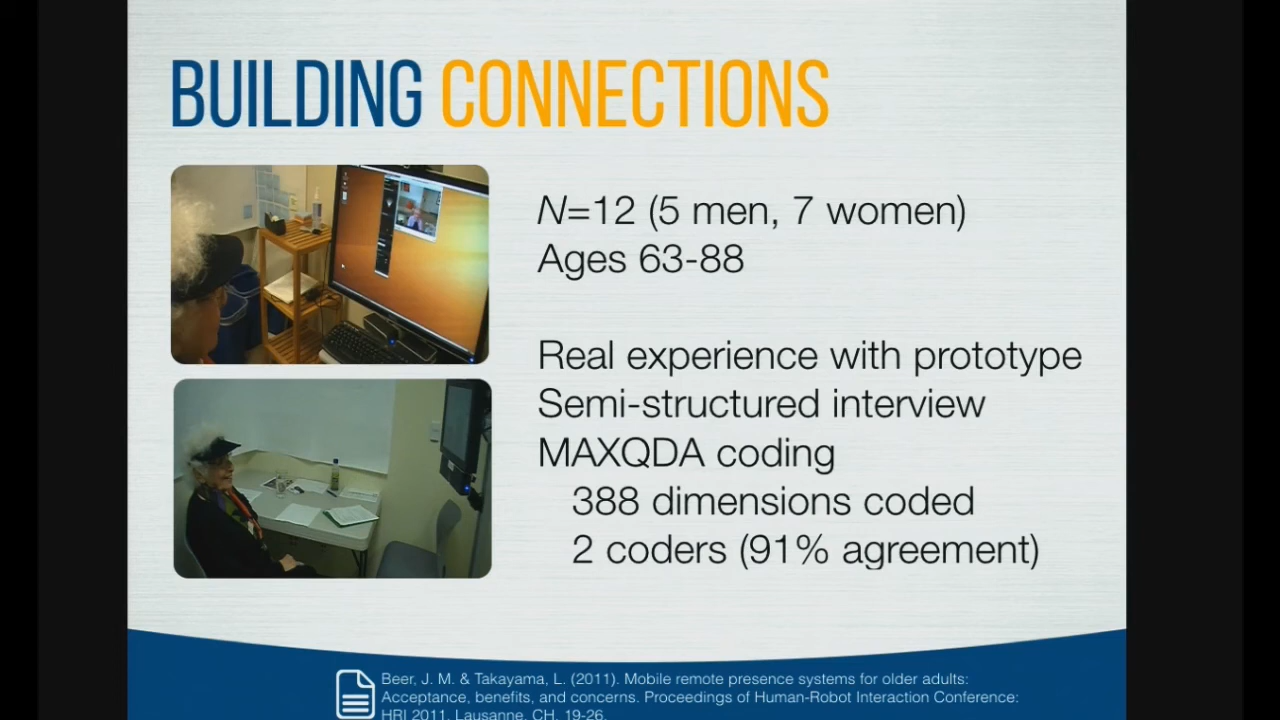 BUILDING CONNECTIONS
N=12 (5 men, 7 women)
Ages 63-88
Real experience with prototype
Semi-structured interview
MAXQDA coding
388 dimensions coded
2 coders (91% agreement)
Beer, J. M. & Takayama, L. (2011). Mobile remote presence systems for older adults:
Acceptance, benefits, and concerns. Proceedings of Human-Robot Interaction Conference:
HRI 2011, Lausanne, CH, 19-26.